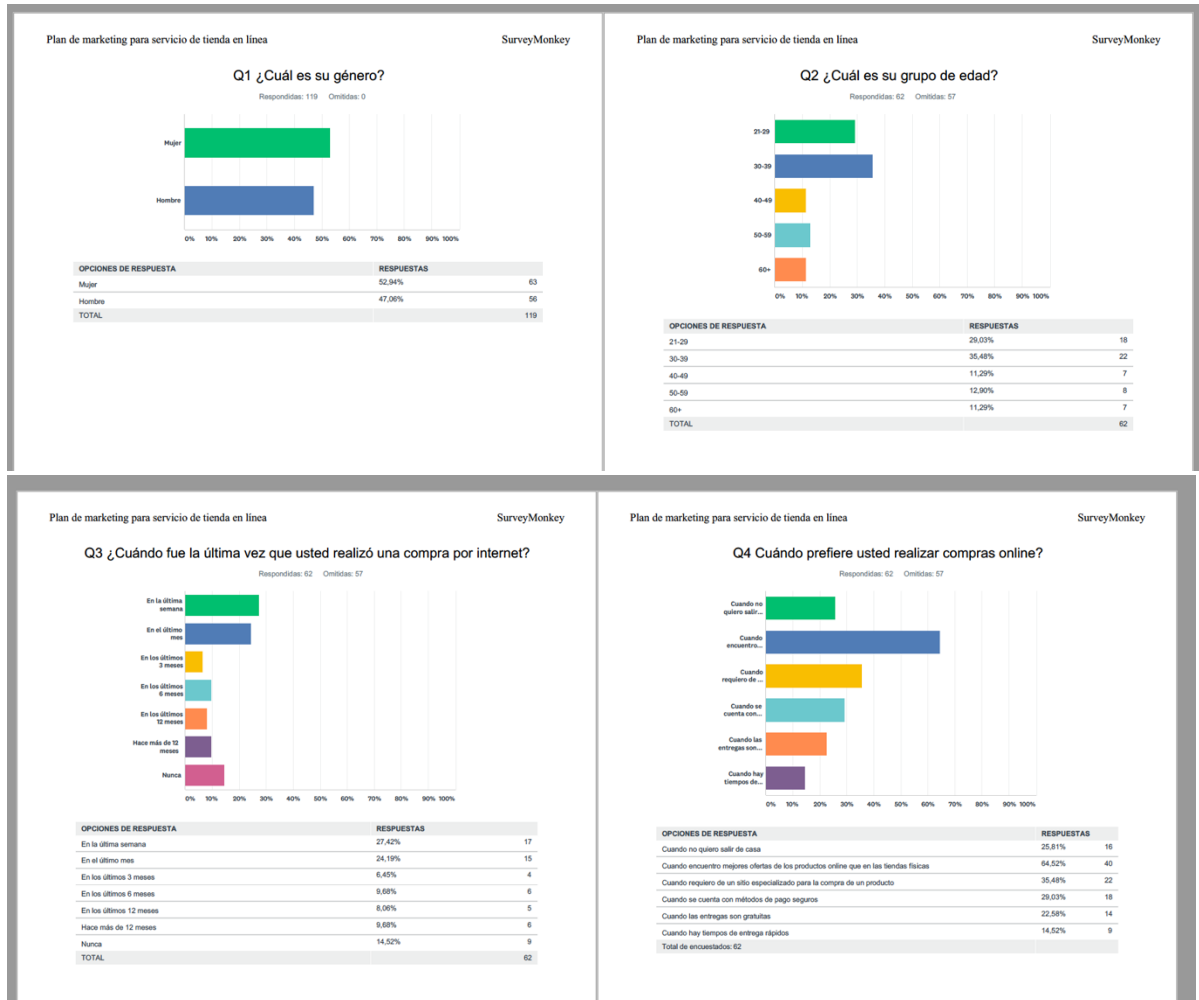 Plan de marketing para servicio de tienda en línea SurveyMonkey
Q1 ¿Cuál es su género?
Respondidas: 119 Omitidas: 0
Mujer
Hombre
0% 10% 20% 30% 40% 50% 60% 70% 80% 90% 100%
OPCIONES DE RESPUESTA RESPUESTAS
Mujer 52,94% 63
Hombre 47,06% 56
TOTAL 119
Plan de marketing para servicio de tienda en línea SurveyMonkey
Q2 ¿Cuál es su grupo de edad?
Respondidas: 62 Omitidas: 57
21-29
30-39
40-49
50-59
60+
0% 10% 20% 30% 40% 50% 60% 70% 80% 90% 100%
OPCIONES DE RESPUESTA RESPUESTAS
21-29 29,03% 18
30-39 35,48% 22
40-49 11,29% 7
50-59 12,90% 8
60+ 11,29% 7
TOTAL 62
Plan de marketing para servicio de tienda en línea SurveyMonkey
Q3 ¿Cuándo fue la última vez que usted realizó una compra por internet?
Respondidas: 62 Omitidas: 57
En la última
semana
En el último
mes
En los últimos
3 meses
En los últimos
6 meses
En los últimos
12 meses
Hace más de 12
meses
Nunca
0% 10% 20% 30% 40% 50% 60% 70% 80% 90% 100%
OPCIONES DE RESPUESTA RESPUESTAS
En la última semana 27,42% 17
En el último mes 24,19% 15
En los últimos 3 meses 6,45% 4
En los últimos 6 meses 9,68% 6
En los últimos 12 meses 8,06% 5
Hace más de 12 meses 9,68% 6
Nunca 14,52% 9
TOTAL 62
Plan de marketing para servicio de tienda en línea SurveyMonkey
Q4 Cuándo prefiere usted realizar compras online?
Respondidas: 62 Omitidas: 57
Cuando no
quiero salir...
Cuando
encuentro...
Cuando
requiero de ...
Cuando se
cuenta con...
Cuando las
entregas son...
Cuando hay
tiempos de...
0% 10% 20% 30% 40% 50% 60% 70% 80% 90% 100%
OPCIONES DE RESPUESTA RESPUESTAS
Cuando no quiero salir de casa 25,81% 16
Cuando encuentro mejores ofertas de los productos online que en las tiendas físicas 64,52% 40
Cuando requiero de un sitio especializado para la compra de un producto 35,48% 22
Cuando se cuenta con métodos de pago seguros 29,03% 18
Cuando las entregas son gratuitas 22,58% 14
Cuando hay tiempos de entrega rápidos 14,52% 9
Total de encuestados: 62